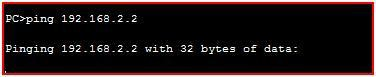 PC>ping 192.168.2.2
Pinging 192.168.2.2 with 32 bytes of data: